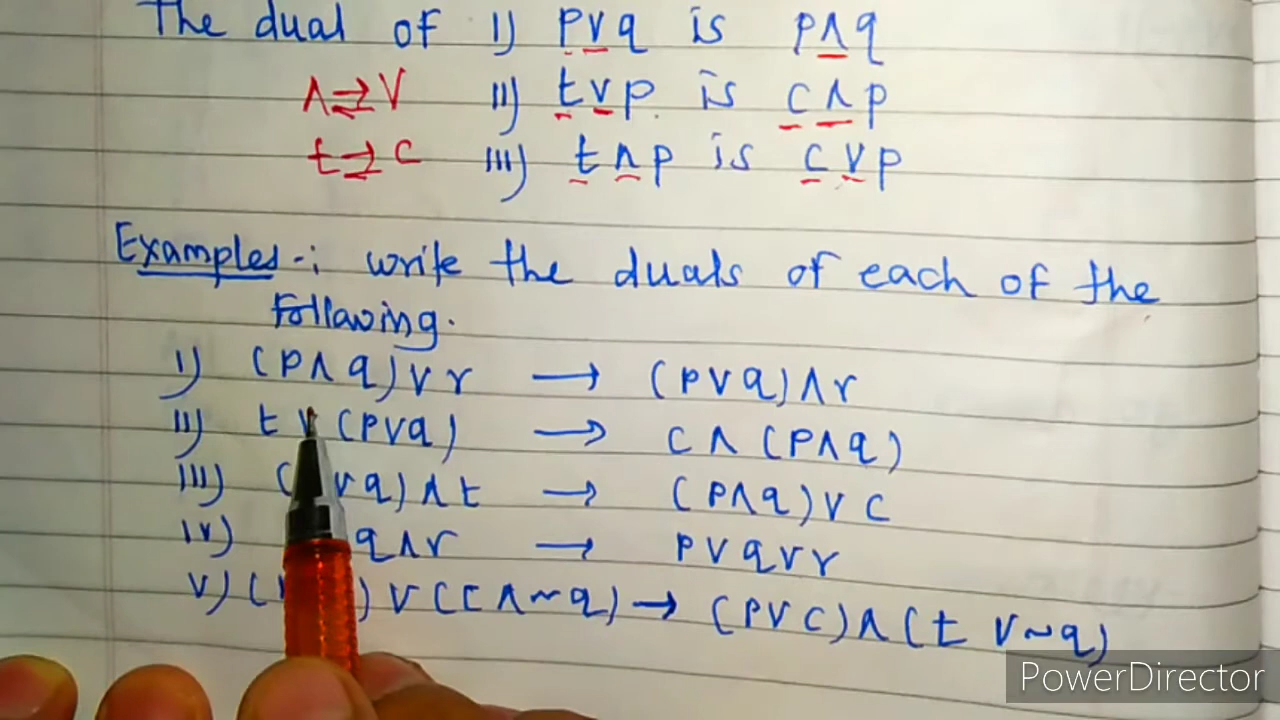 The dual of i) p∨q is p∧q
∧⇄∨ ii) t∨p is c∧p
t⇄c iii) t∧p is c∨p
Examples-: write the duals of each of the
following.
i) (p∧q)∨r → (p∨q)∧r
ii) t∨(p∨q) → c∧(p∧q)
iii) ( ∨q)∧t → (p∧q)∨c
iv) q∧r → p∨q∨r
v) ( )∨(c∧~q) → (p∨c)∧(t ∨~q)
PowerDirector